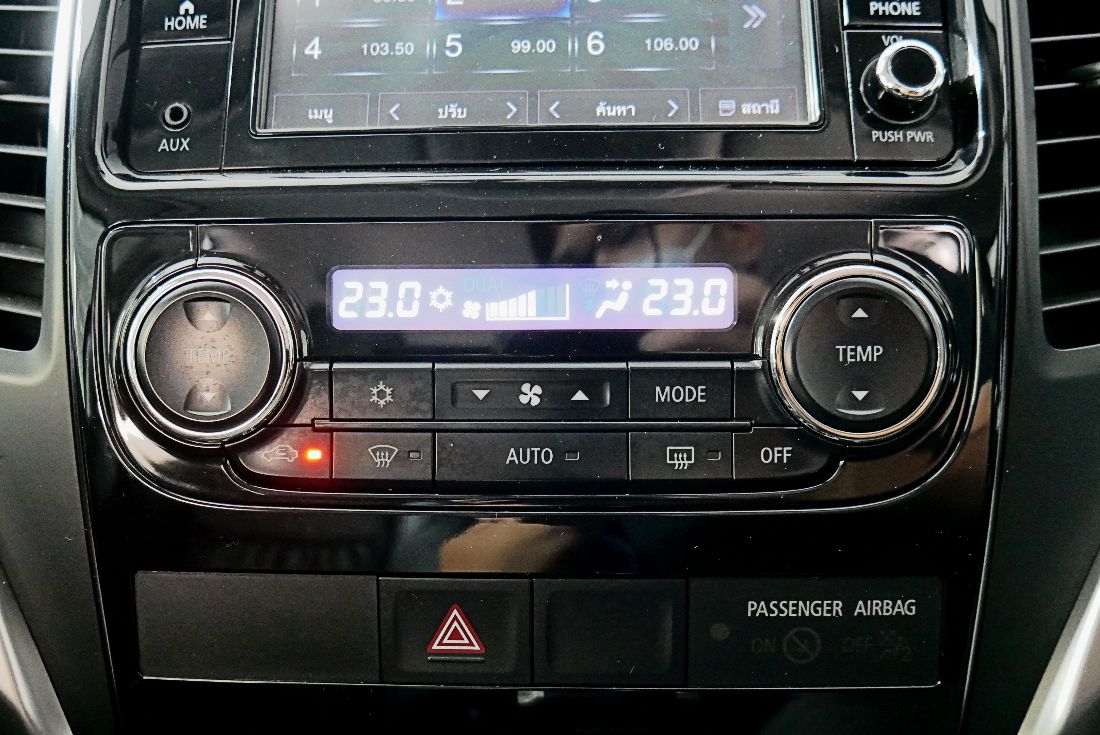 HOME
PHONE
4 103.50 5 99.00 6 106.00
VOL
เมนู ปรับ ค้นหา สถานี
AUX
PUSH PWR
DUAL
23.0 23.0
TEMP
TEMP
MODE
AUTO
OFF
PASSENGER AIRBAG
ON OFF